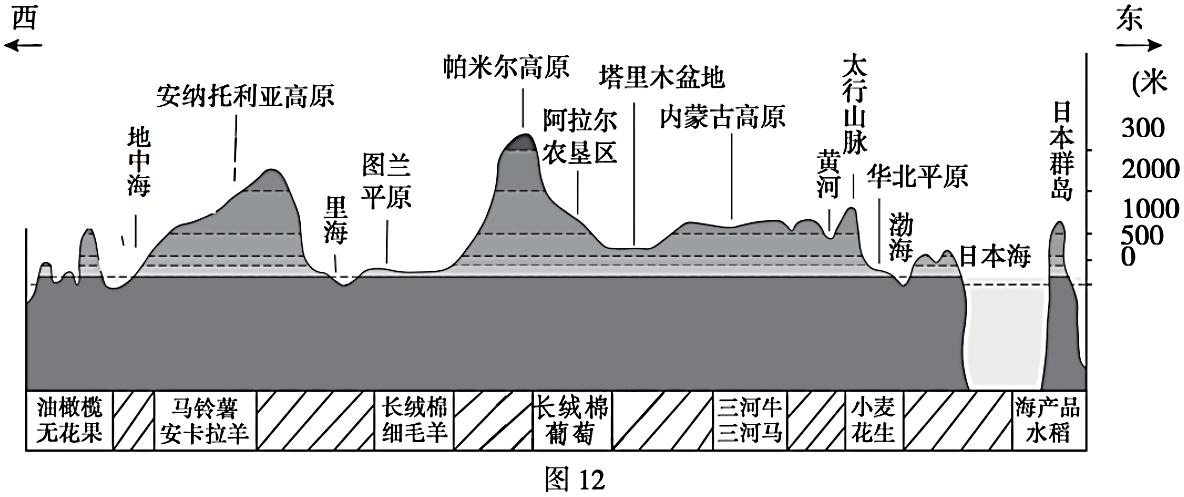 西
东
(米
300
2000
1000
500
0
地中海
安纳托利亚高原
里海
图兰
平原
帕米尔高原
阿拉尔
农垦区
塔里木盆地
内蒙古高原
黄河
太行山脉
华北平原
渤海
日本海
日本群岛
油橄榄
无花果
马铃薯
安卡拉羊
长绒棉
细毛羊
长绒棉
葡萄
三河牛
三河马
小麦
花生
海产品
水稻
图 12